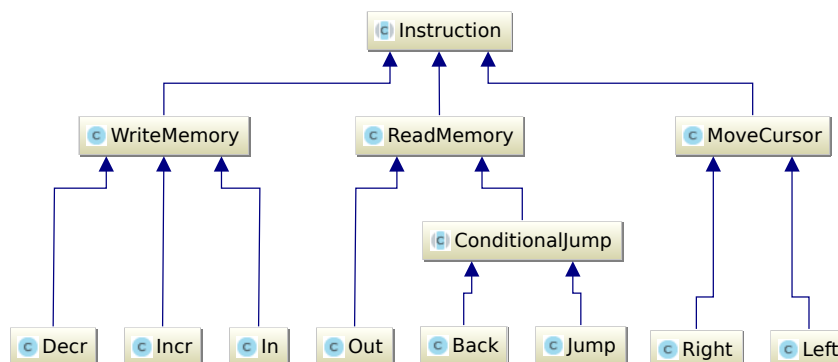 C Instruction
C WriteMemory
C ReadMemory
C MoveCursor
C ConditionalJump
C Decr
C Incr
C In
C Out
C Back
C Jump
C Right
C Left